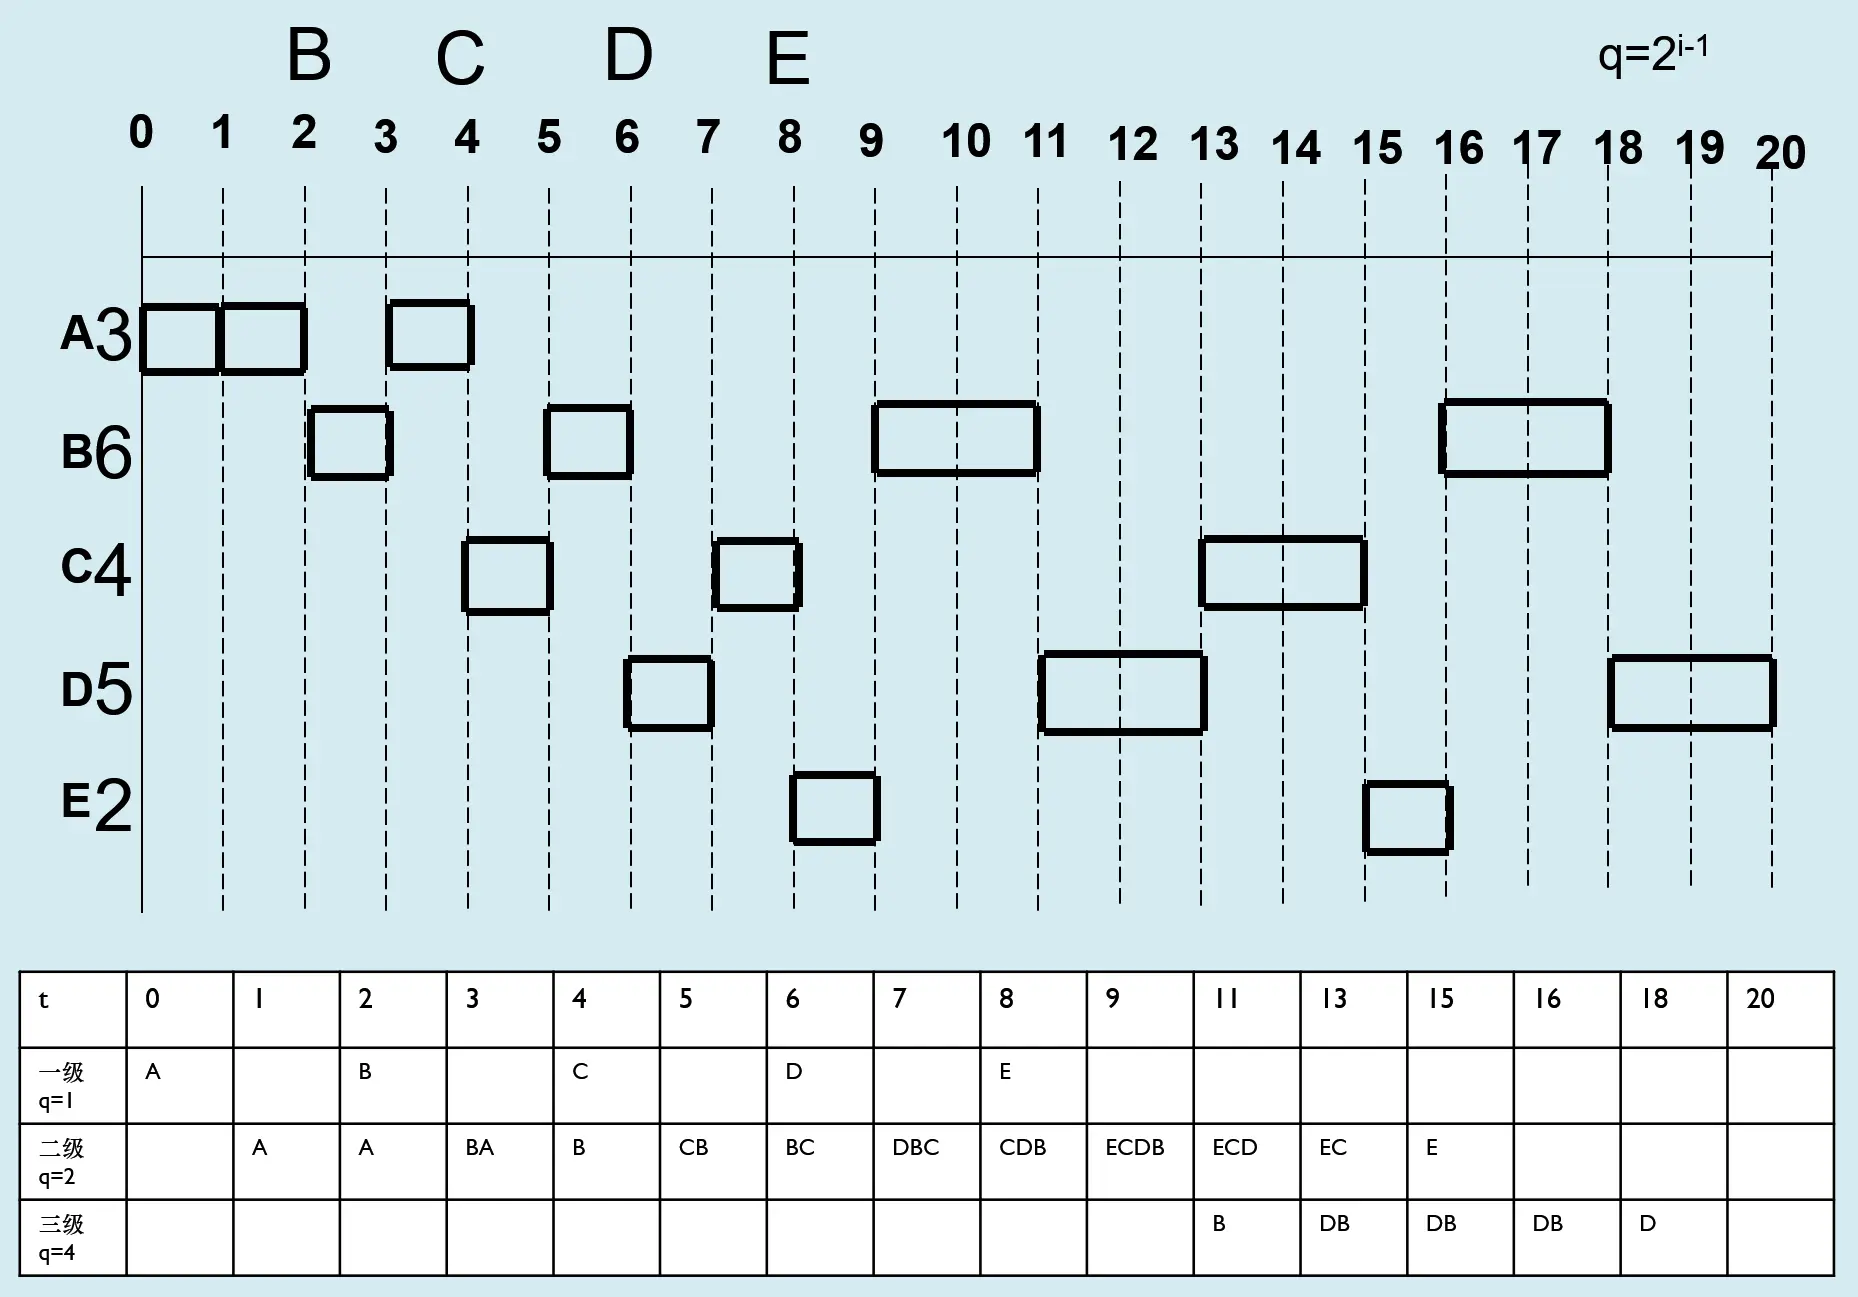 B C D E q=2^{i-1}
0 1 2 3 4 5 6 7 8 9 10 11 12 13 14 15 16 17 18 19 20
A3
B6
C4
D5
E2
t 0 1 2 3 4 5 6 7 8 9 11 13 15 16 18 20
一级 A B C D E
q=1
二级 A A BA B CB BC DBC CDB ECDB ECD EC E
q=2
三级 B DB DB DB D
q=4